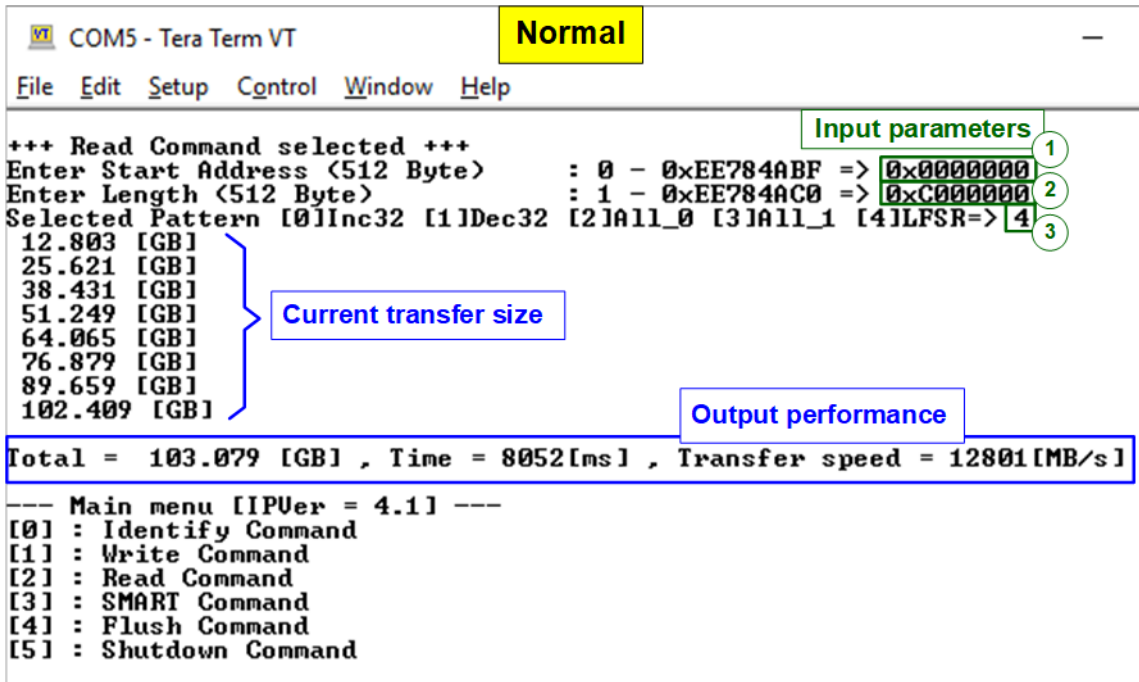 COM5 - Tera Term VT
Normal
File Edit Setup Control Window Help
Input parameters
+++ Read Command selected +++
Enter Start Address (512 Byte) : 0 - 0xEE784ABF => 0x0000000 1
Enter Length (512 Byte) : 1 - 0xEE784AC0 => 0xC000000 2
Selected Pattern [0]Inc32 [1]Dec32 [2]All_0 [3]All_1 [4]LFSR=> 4 3
12.803 [GB]
25.621 [GB]
38.431 [GB]
51.249 [GB]
Current transfer size
64.065 [GB]
76.879 [GB]
89.659 [GB]
102.409 [GB]
Output performance
Total = 103.079 [GB] , Time = 8052[ms] , Transfer speed = 12801[MB/s]
--- Main menu [IPVer = 4.1] ---
[0] : Identify Command
[1] : Write Command
[2] : Read Command
[3] : SMART Command
[4] : Flush Command
[5] : Shutdown Command